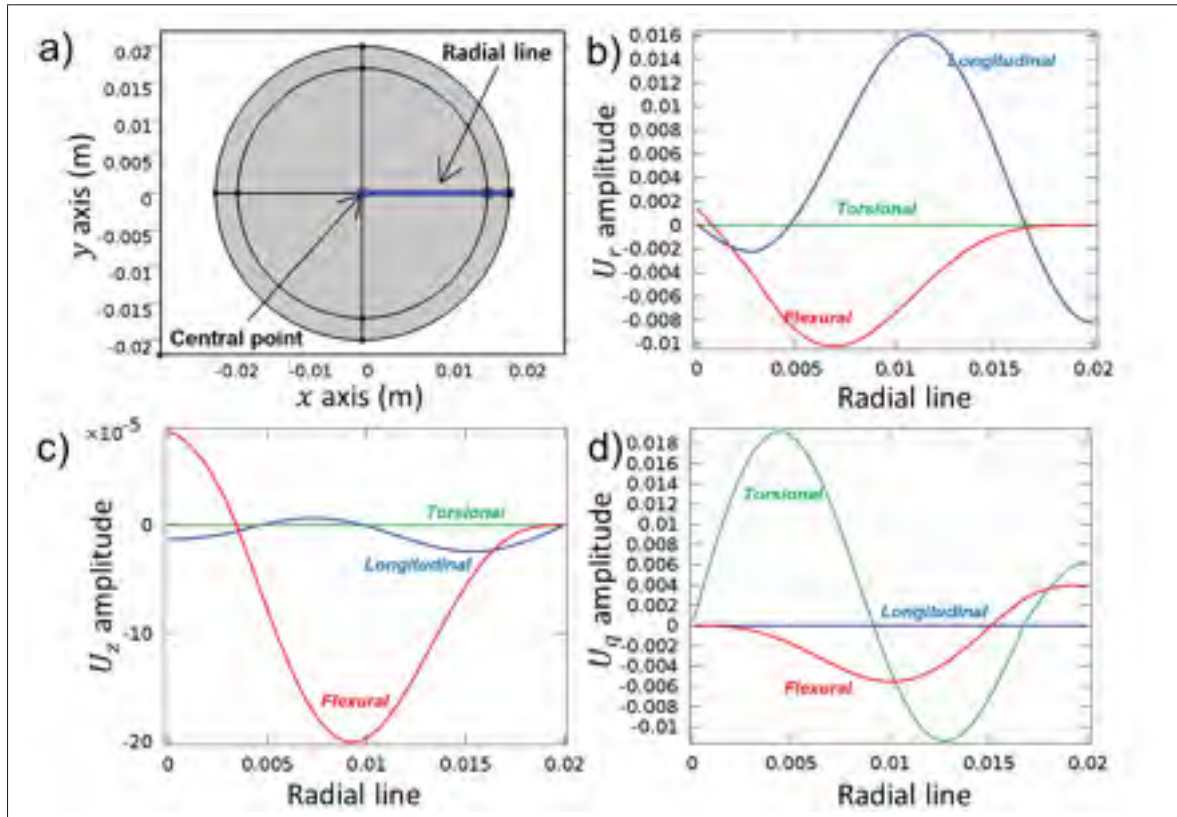 a)
Radial line
Central point
0.02
0.015
0.01
0.005
0
-0.005
-0.01
-0.015
-0.02
y axis (m)
-0.02
-0.01
0
0.01
0.02
x axis (m)
b)
0.016
0.014
0.012
0.01
0.008
0.006
0.004
0.002
0
-0.002
-0.004
-0.006
-0.008
-0.01
U_r amplitude
Longitudinal
Torsional
Flexural
0
0.005
0.01
0.015
0.02
Radial line
c)
×10^-5
0
-10
-20
U_z amplitude
Torsional
Longitudinal
Flexural
0
0.005
0.01
0.015
0.02
Radial line
d)
0.018
0.016
0.014
0.012
0.01
0.008
0.006
0.004
0.002
0
-0.002
-0.004
-0.006
-0.008
-0.01
U_q amplitude
Torsional
Longitudinal
Flexural
0
0.005
0.01
0.015
0.02
Radial line